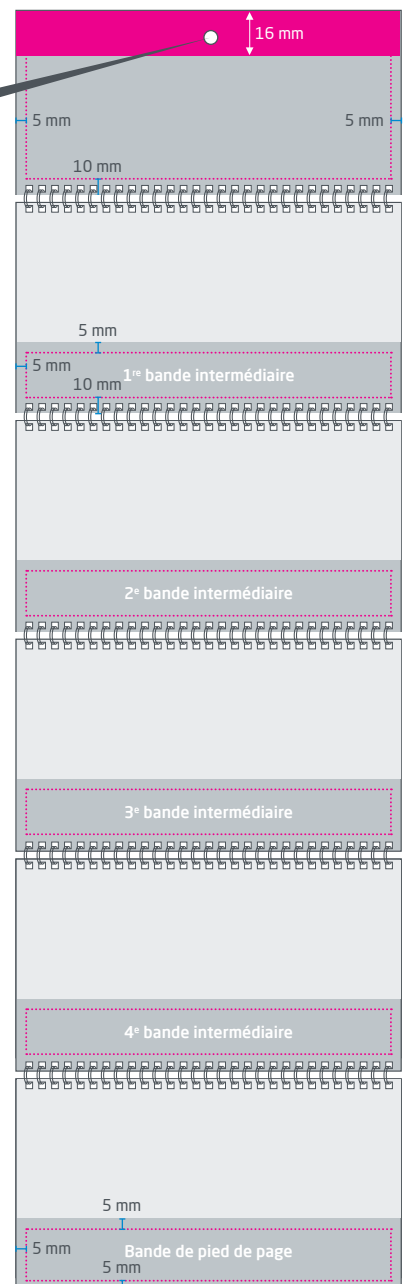 16 mm
5 mm 5 mm
10 mm
5 mm
5 mm
1re bande intermédiaire
10 mm
2e bande intermédiaire
3e bande intermédiaire
4e bande intermédiaire
5 mm
5 mm
Bande de pied de page
5 mm